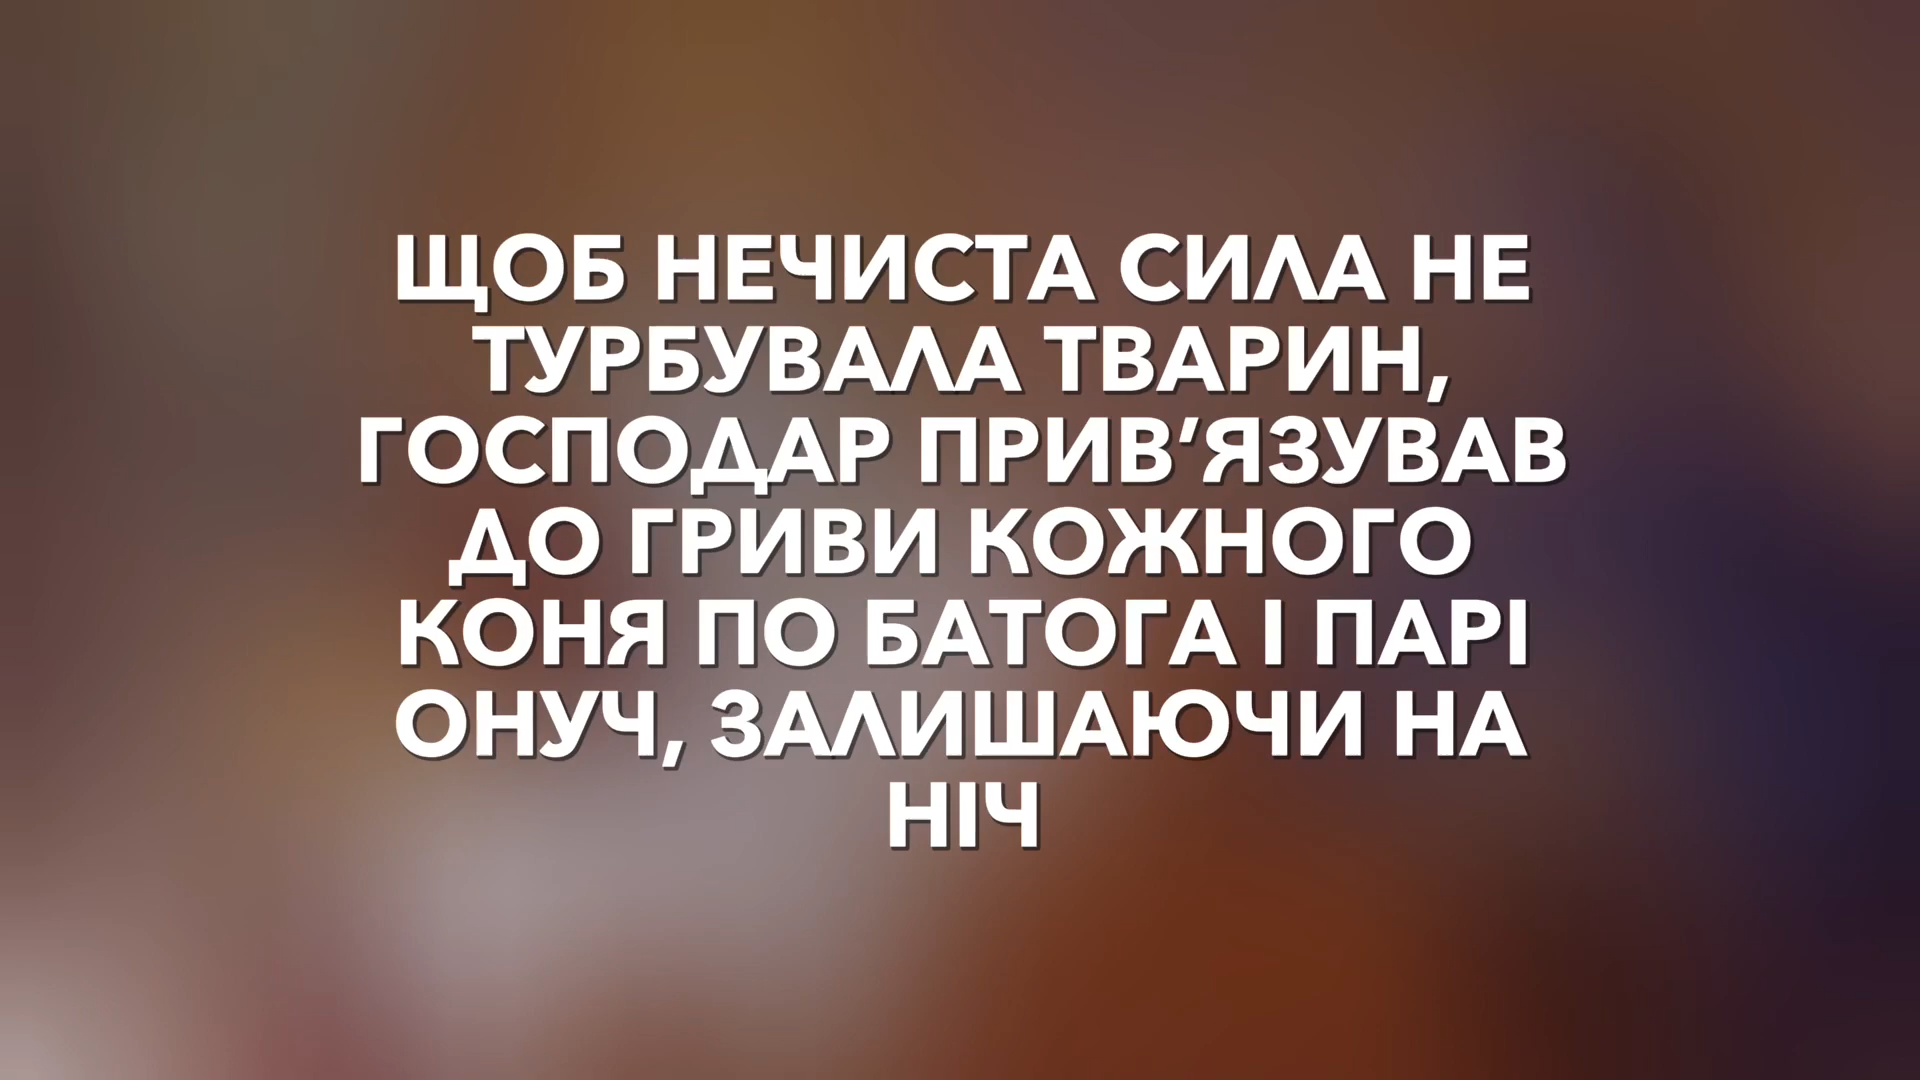 ЩОБ НЕЧИСТА СИЛА НЕ
ТУРБУВАЛА ТВАРИН,
ГОСПОДАР ПРИВ’ЯЗУВАВ
ДО ГРИВИ КОЖНОГО
КОНЯ ПО БАТОГА І ПАРІ
ОНУЧ, ЗАЛИШАЮЧИ НА
НІЧ